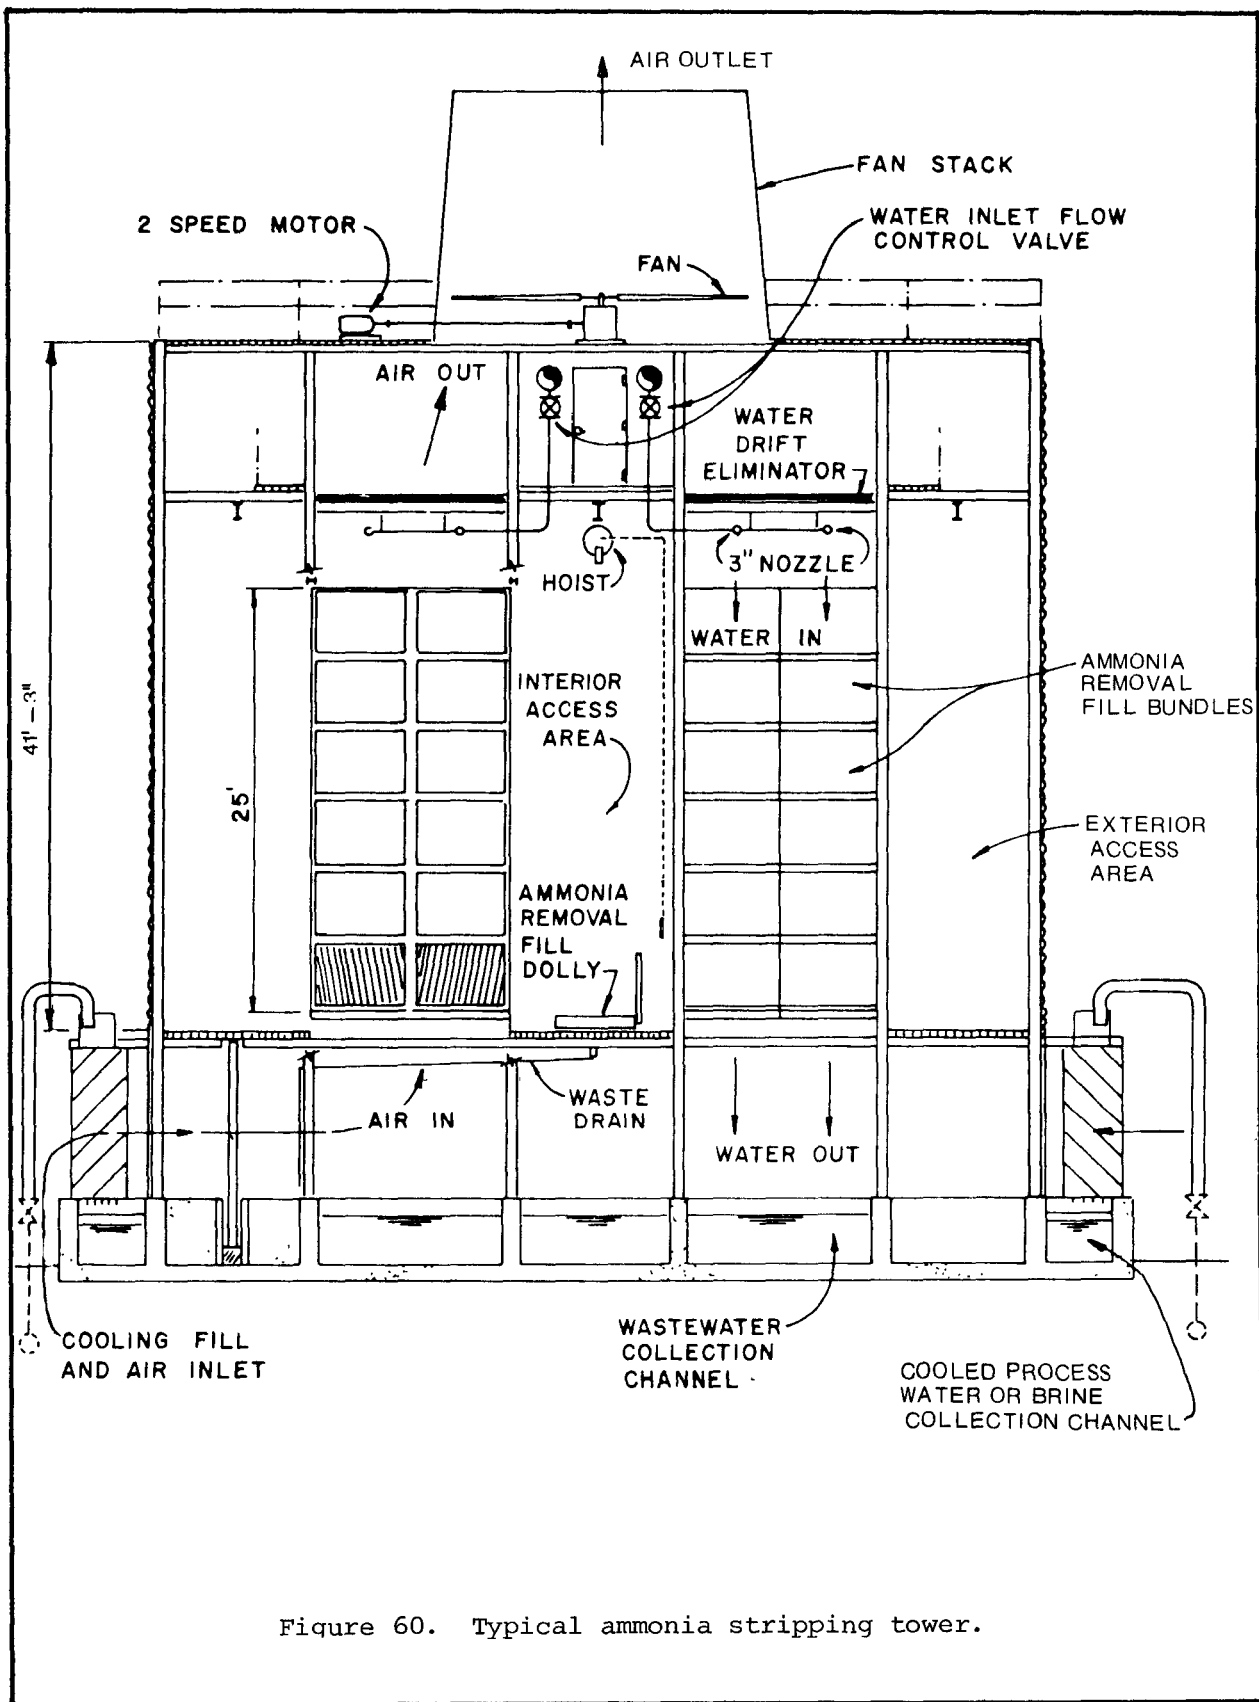 AIR OUTLET
FAN STACK
2 SPEED MOTOR
WATER INLET FLOW
CONTROL VALVE
FAN
AIR OUT
WATER
DRIFT
ELIMINATOR
3" NOZZLE
HOIST
WATER IN
INTERIOR
ACCESS
AREA
AMMONIA
REMOVAL
FILL BUNDLES
41' - 3"
25'
EXTERIOR
ACCESS
AREA
AMMONIA
REMOVAL
FILL
DOLLY
AIR IN
WASTE
DRAIN
WATER OUT
COOLING FILL
AND AIR INLET
WASTEWATER
COLLECTION
CHANNEL
COOLED PROCESS
WATER OR BRINE
COLLECTION CHANNEL
Figure 60. Typical ammonia stripping tower.